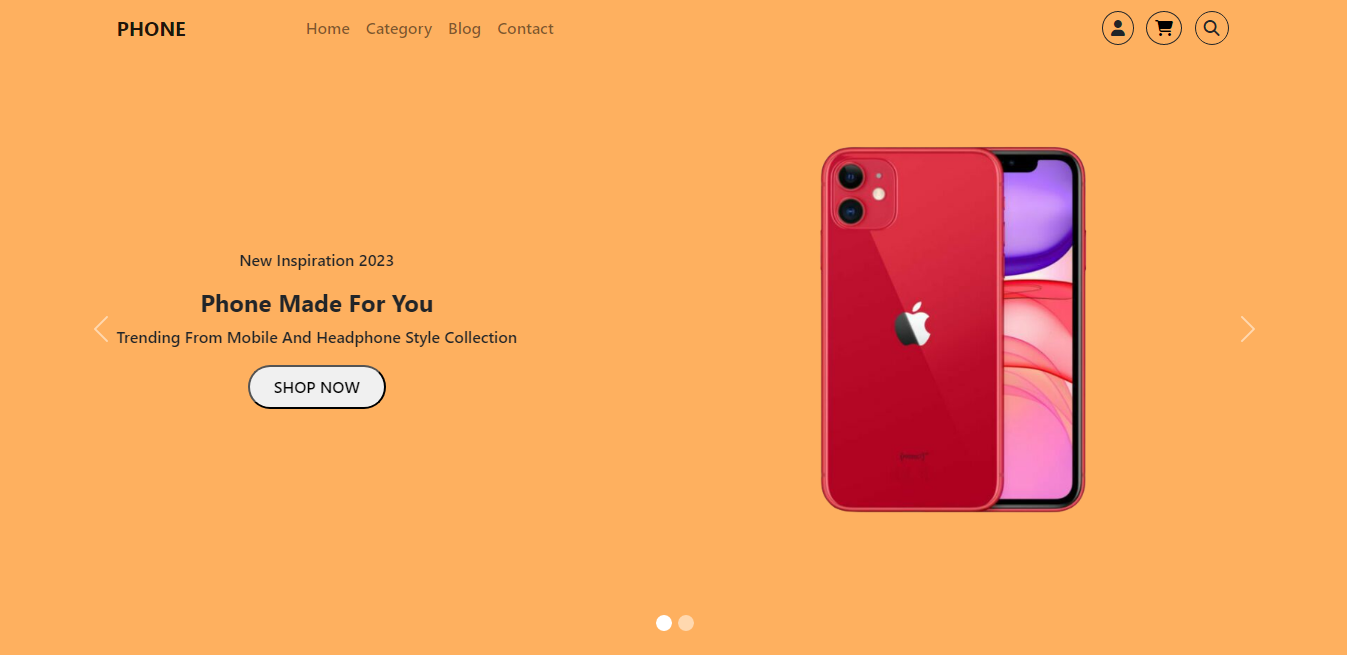 PHONE
Home Category Blog Contact
New Inspiration 2023
Phone Made For You
Trending From Mobile And Headphone Style Collection
SHOP NOW